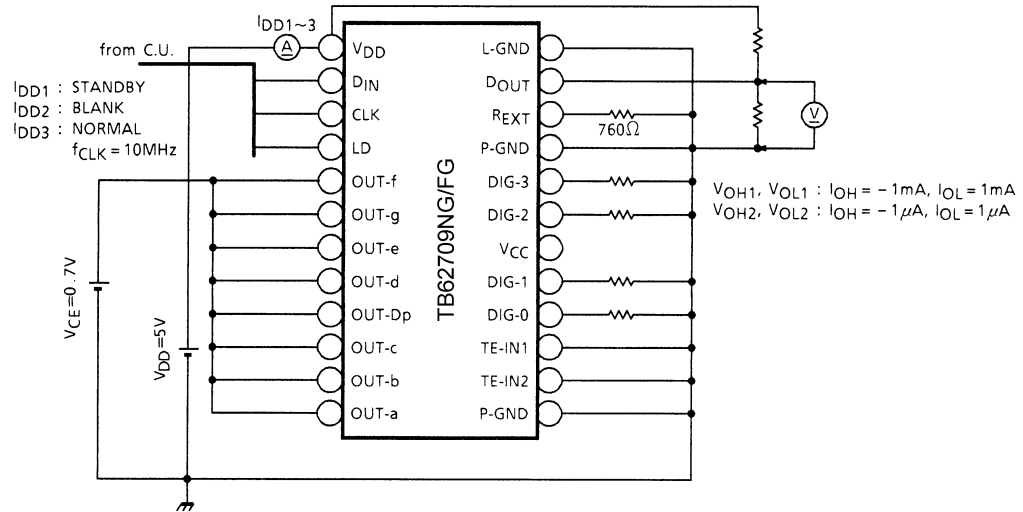 IDD1~3
A
from C.U.
IDD1 : STANDBY
IDD2 : BLANK
IDD3 : NORMAL
fCLK = 10MHz
VCE=0.7V
VDD=5V
VDD
DIN
CLK
LD
OUT-f
OUT-g
OUT-e
OUT-d
OUT-Dp
OUT-c
OUT-b
OUT-a
TB62709NG/FG
L-GND
DOUT
REXT
P-GND
DIG-3
DIG-2
VCC
DIG-1
DIG-0
TE-IN1
TE-IN2
P-GND
760Ω
V
VOH1, VOL1 : IOH = −1mA, IOL = 1mA
VOH2, VOL2 : IOH = −1μA, IOL = 1μA